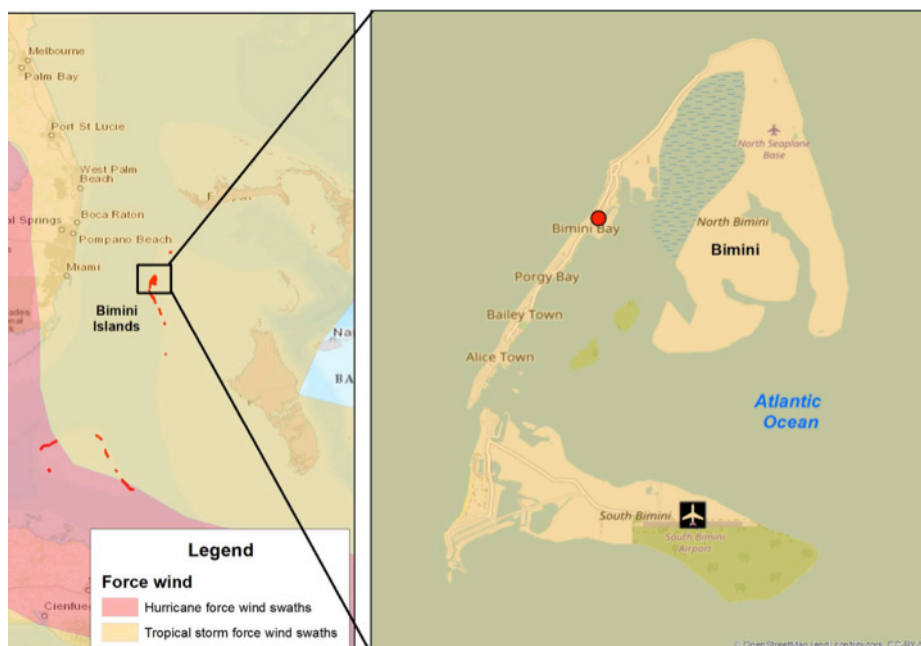 Melbourne
Palm Bay
Port St Lucie
West Palm
Beach
Boca Raton
Springs
Pompano Beach
Miami
Bimini
Islands
Legend
Force wind
Hurricane force wind swaths
Tropical storm force wind swaths
North Seaplane
Base
North Bimini
Bimini
Bimini Bay
Porgy Bay
Bailey Town
Alice Town
Atlantic
Ocean
South Bimini
South Bimini
Airport